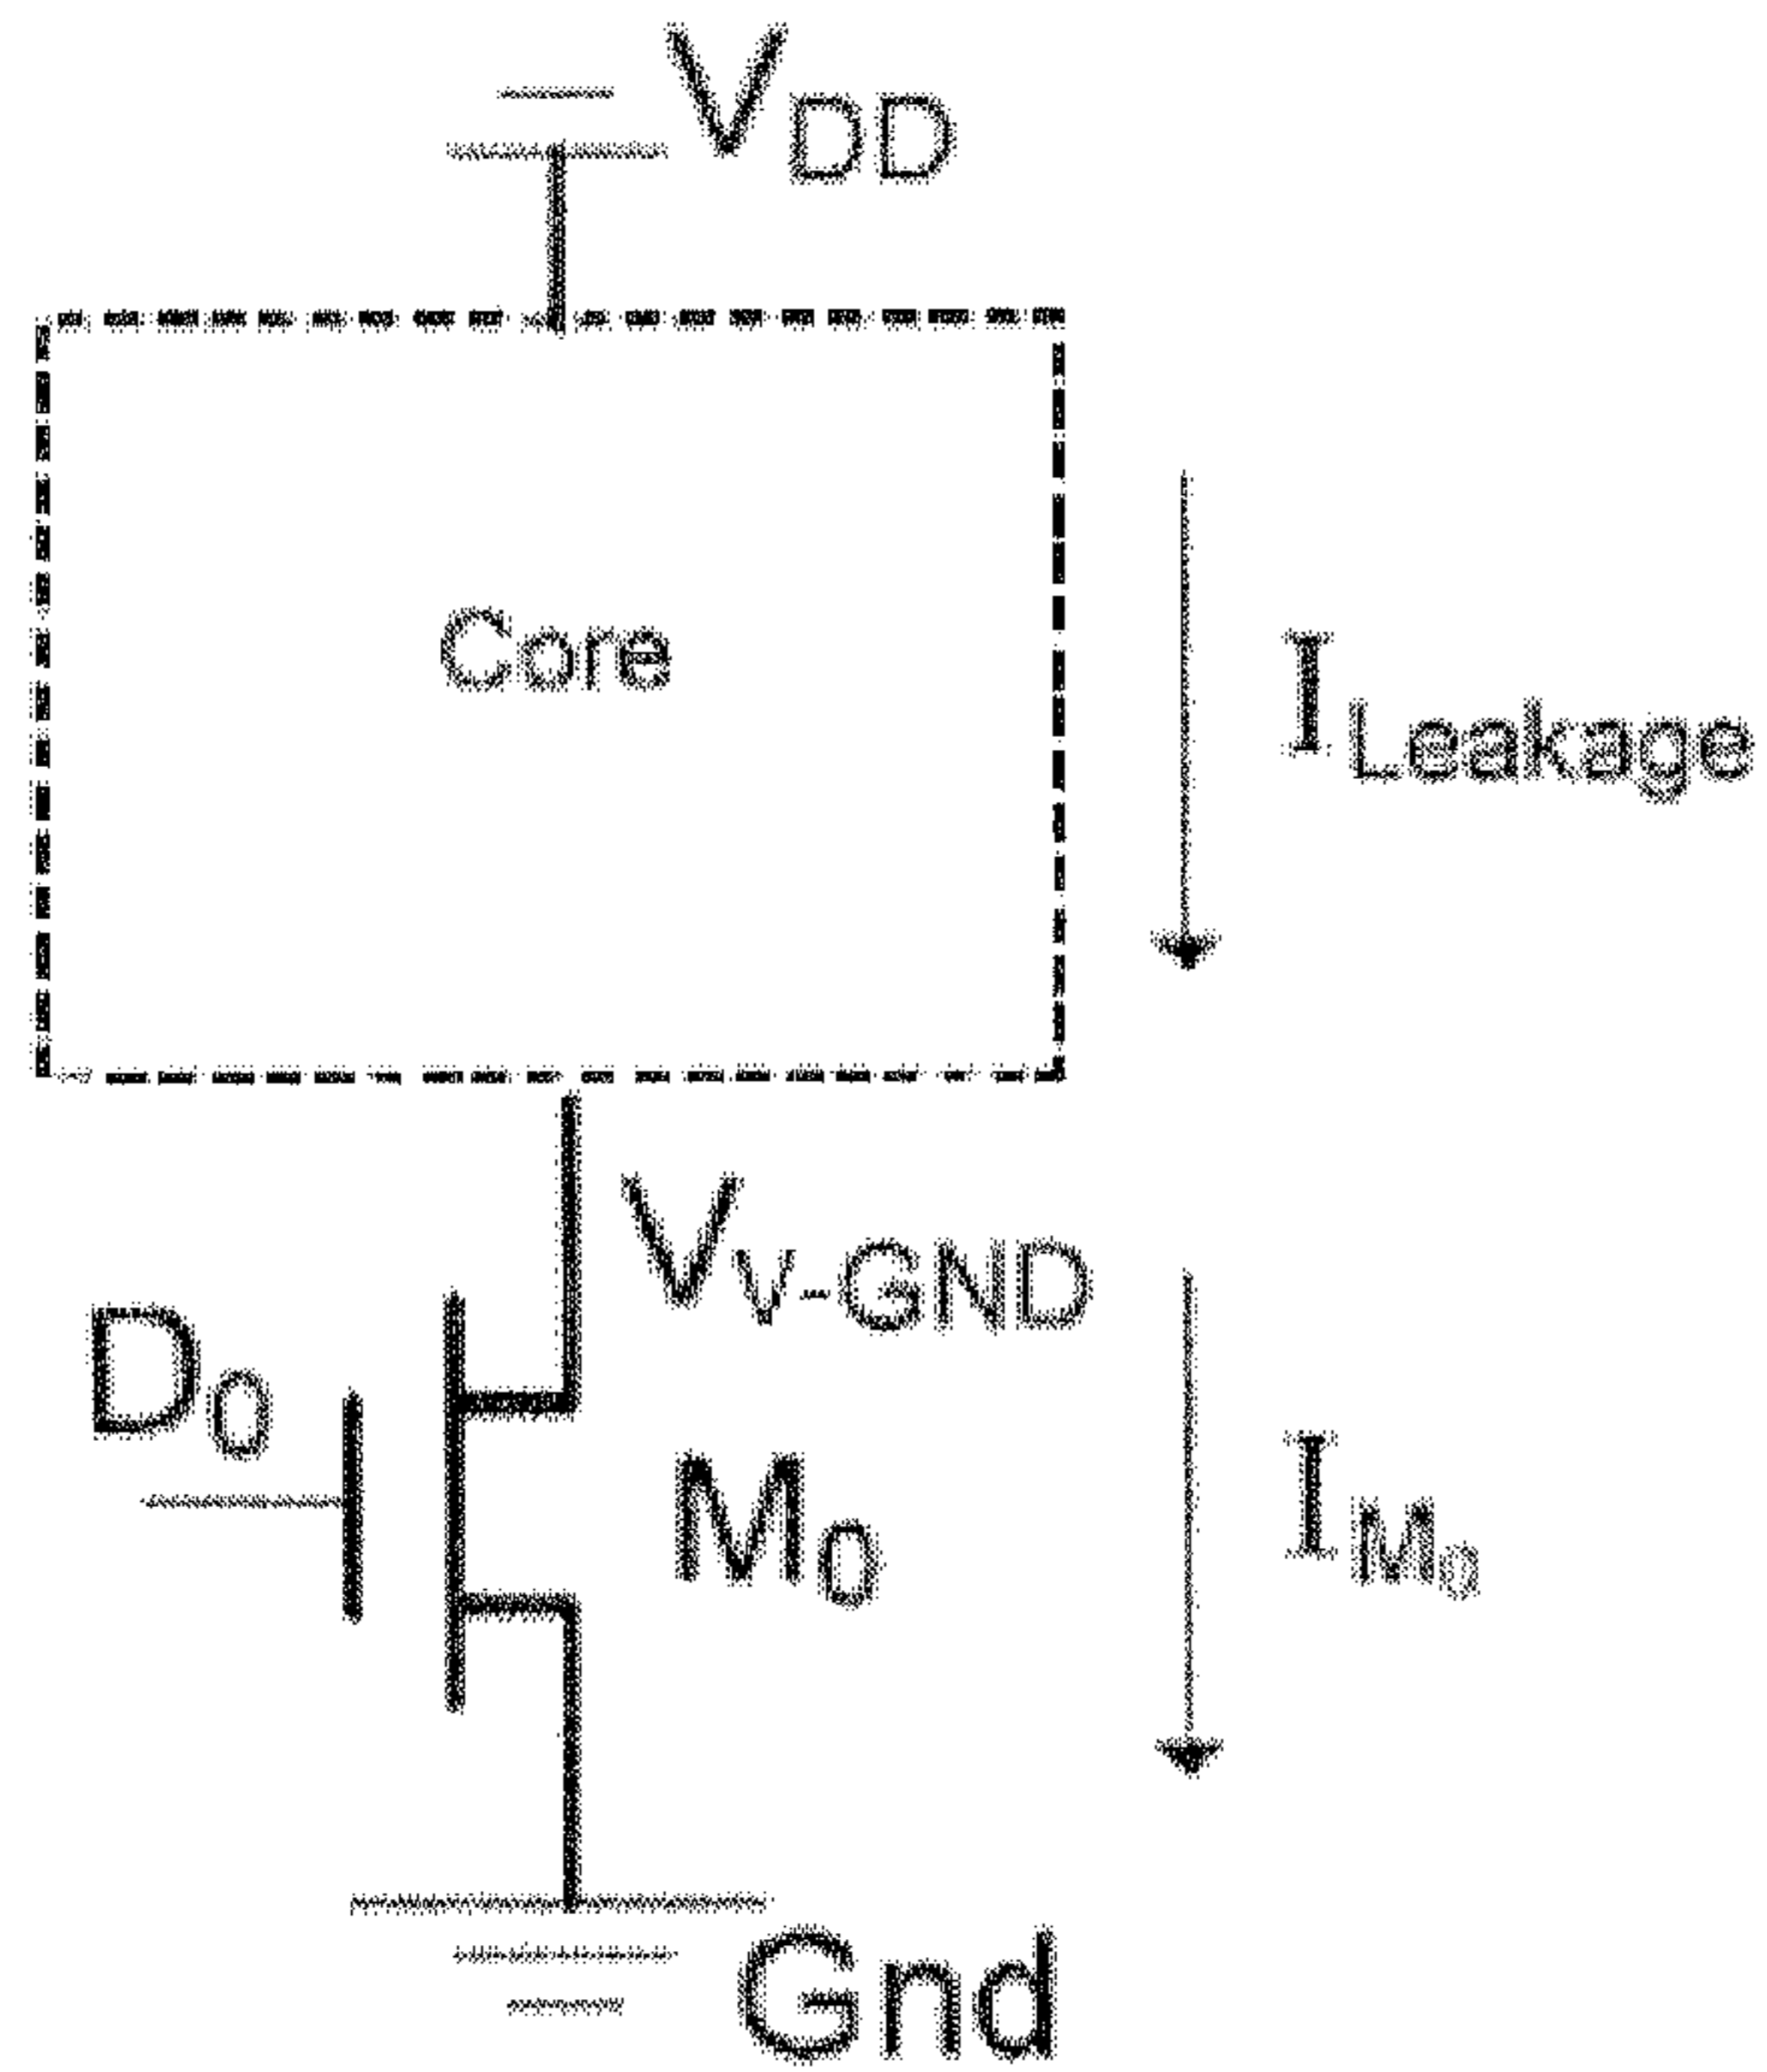 VDD
Core
ILeakage
VV-GND
D0
M0
IM0
Gnd